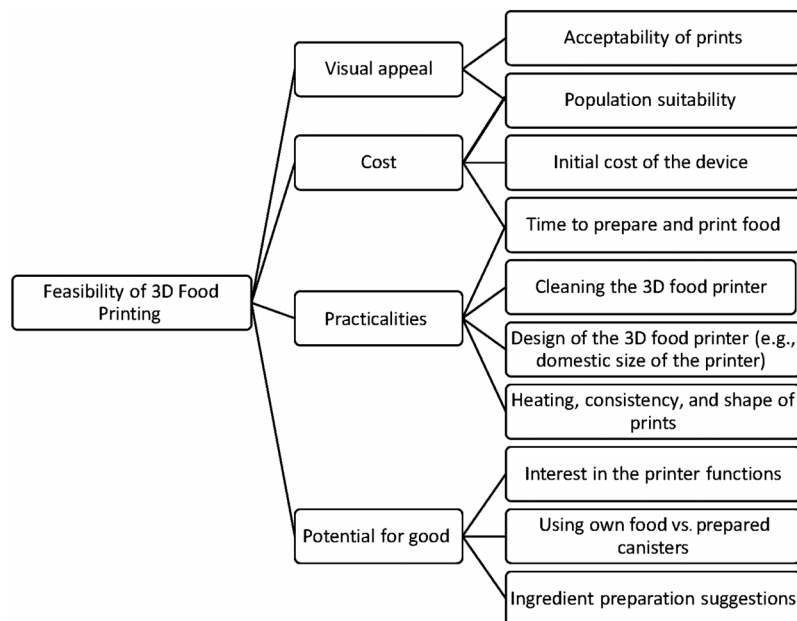 Feasibility of 3D Food
Printing
Visual appeal
Cost
Practicalities
Potential for good
Acceptability of prints
Population suitability
Initial cost of the device
Time to prepare and print food
Cleaning the 3D food printer
Design of the 3D food printer (e.g.,
domestic size of the printer)
Heating, consistency, and shape of
prints
Interest in the printer functions
Using own food vs. prepared
canisters
Ingredient preparation suggestions